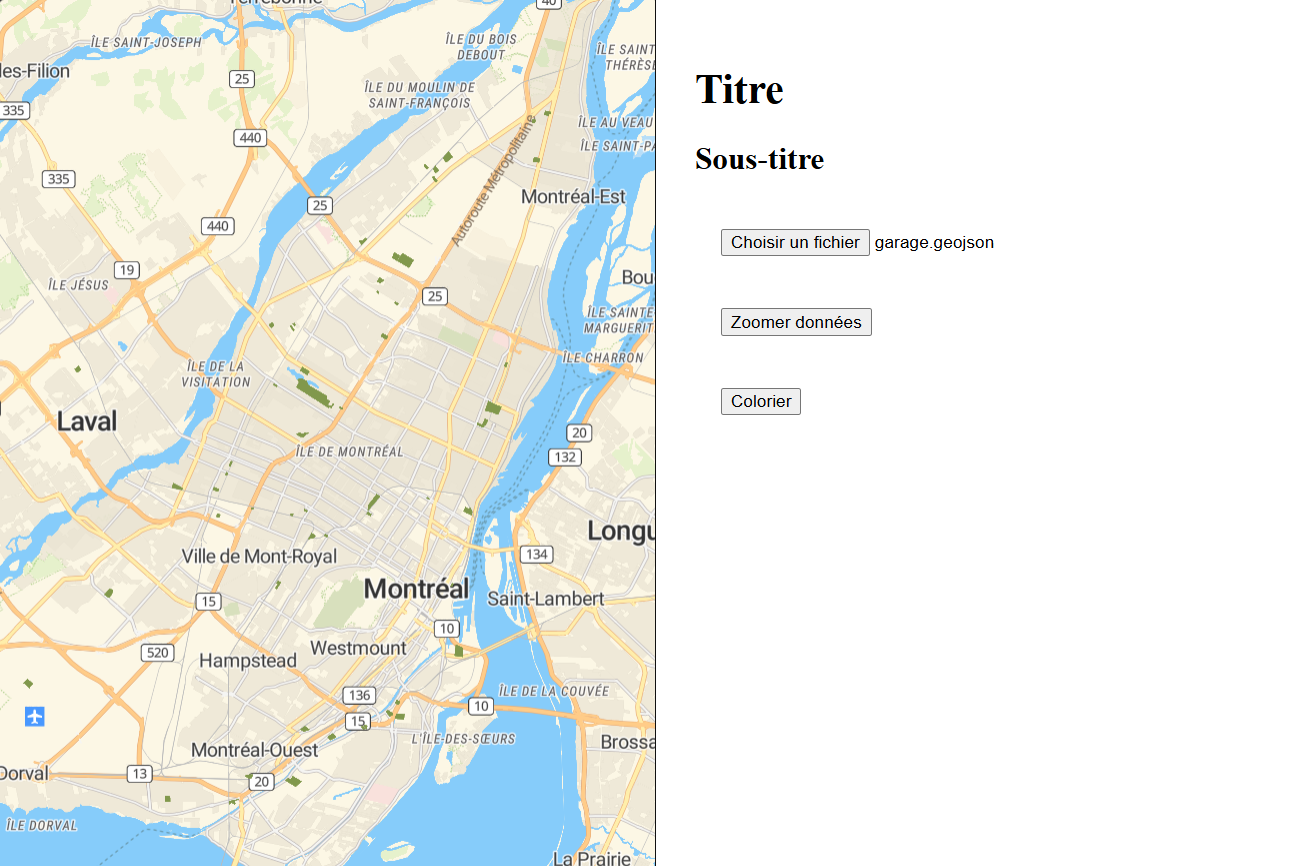 Terrebonne
40
ÎLE SAINT-JOSEPH
ÎLE DU BOIS
DEBOUT
ÎLE SAINT
THÉRÈSE
les-Filion
25
ÎLE DU MOULIN DE
SAINT-FRANÇOIS
335
ÎLE AU VEAU
440
Autoroute Métropolitaine
ÎLE SAINT-PA
335
Montréal-Est
25
440
19
ÎLE JÉSUS
Bou
25
ÎLE SAINTE
MARGUERIT
ÎLE CHARRON
ÎLE DE LA
VISITATION
Laval
20
ÎLE DE MONTRÉAL
132
Longu
134
Ville de Mont-Royal
Montréal
Saint-Lambert
15
10
520
Westmount
Hampstead
136
ÎLE DE LA COUVÉE
10
15
L'ÎLE-DES-SŒURS
Brossa
Montréal-Ouest
Dorval
13
20
ÎLE DORVAL
La Prairie
Titre
Sous-titre
Choisir un fichier garage.geojson
Zoomer données
Colorier